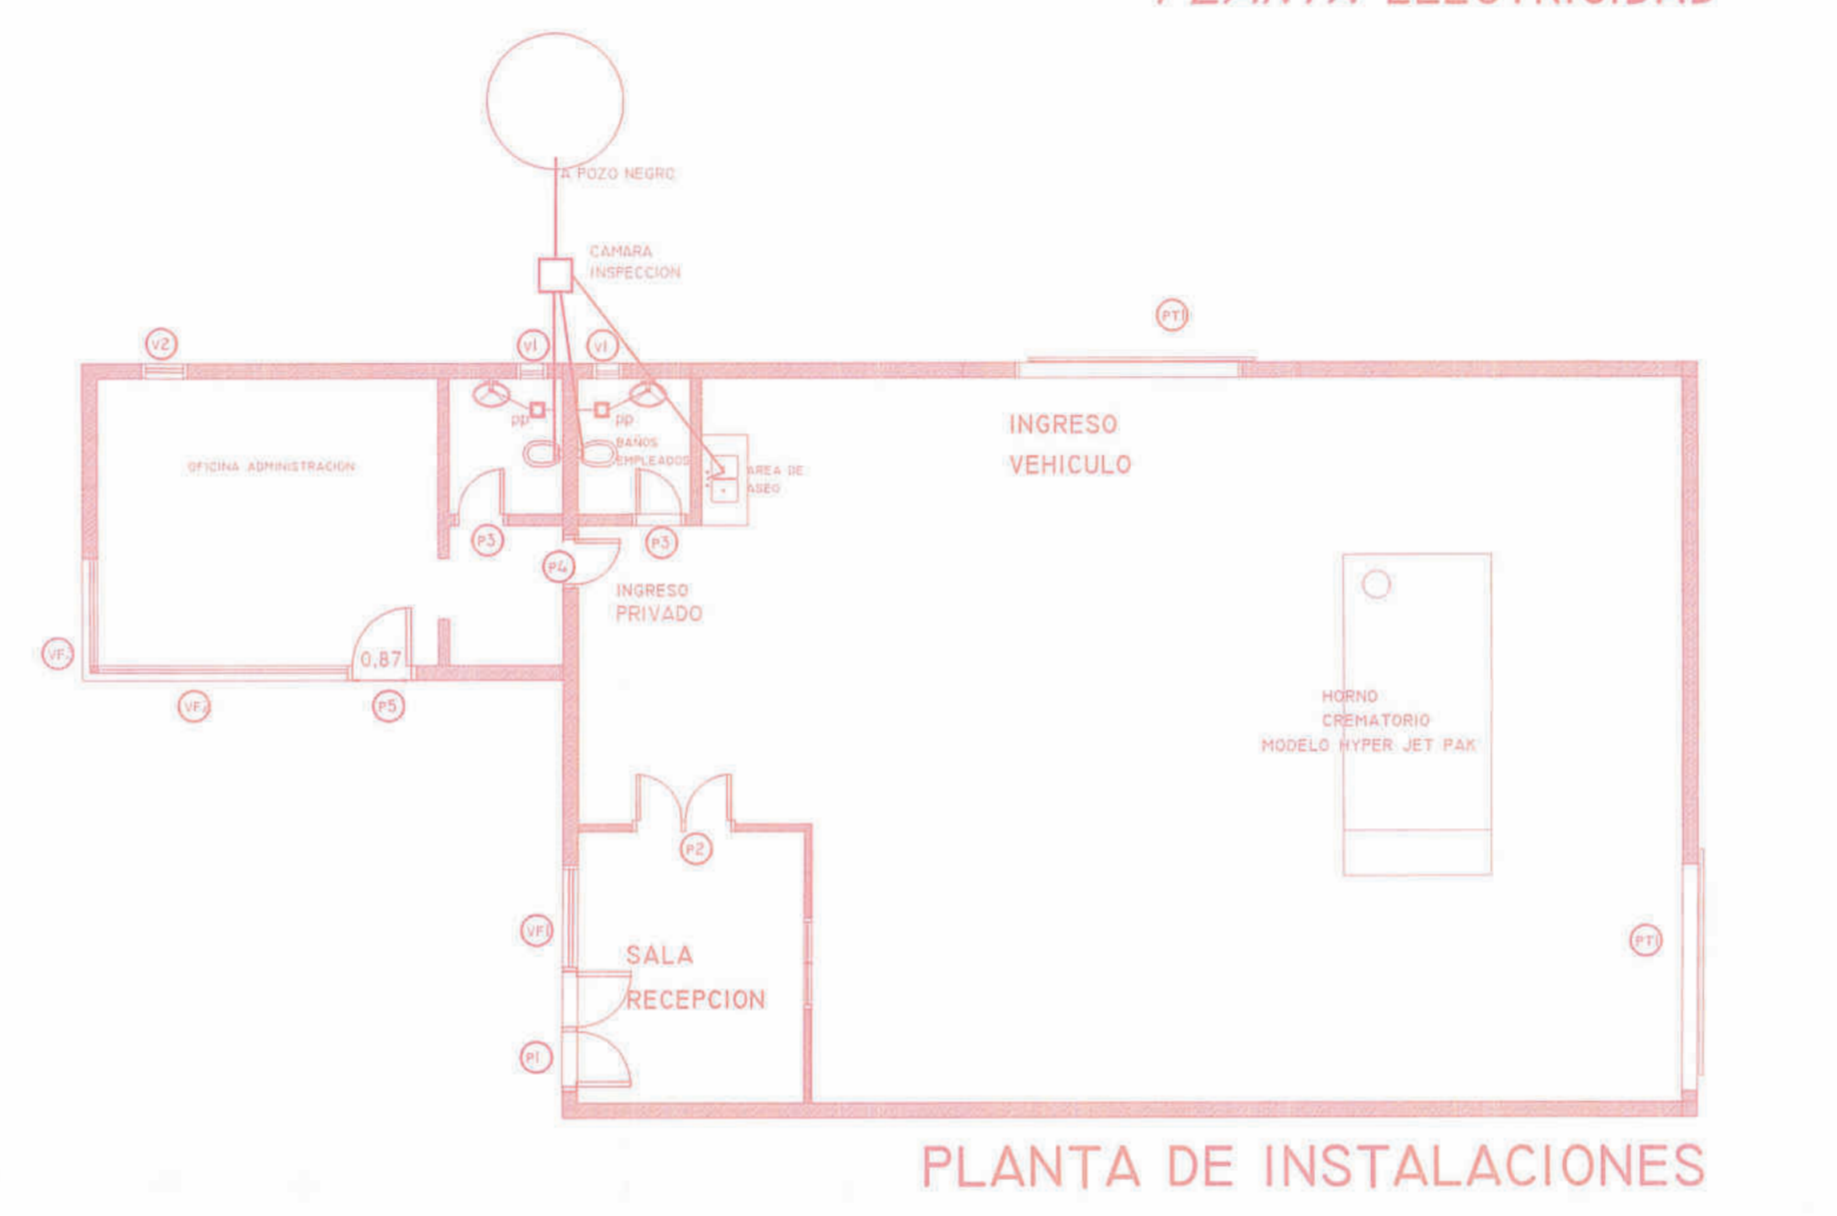 PLANTA ELECTRICIDAD
A POZO NEGRO
CAMARA
INSPECCION
PT1
V2
V1
V1
pp
pp
BAÑOS
EMPLEADOS
INGRESO
VEHICULO
OFICINA ADMINISTRACION
AREA DE
ASEO
P3
P3
P4
INGRESO
PRIVADO
VF
0,87
VF
P5
HORNO
CREMATORIO
MODELO HYPER JET PAK
P2
VF1
PT1
SALA
RECEPCION
P1
PLANTA DE INSTALACIONES